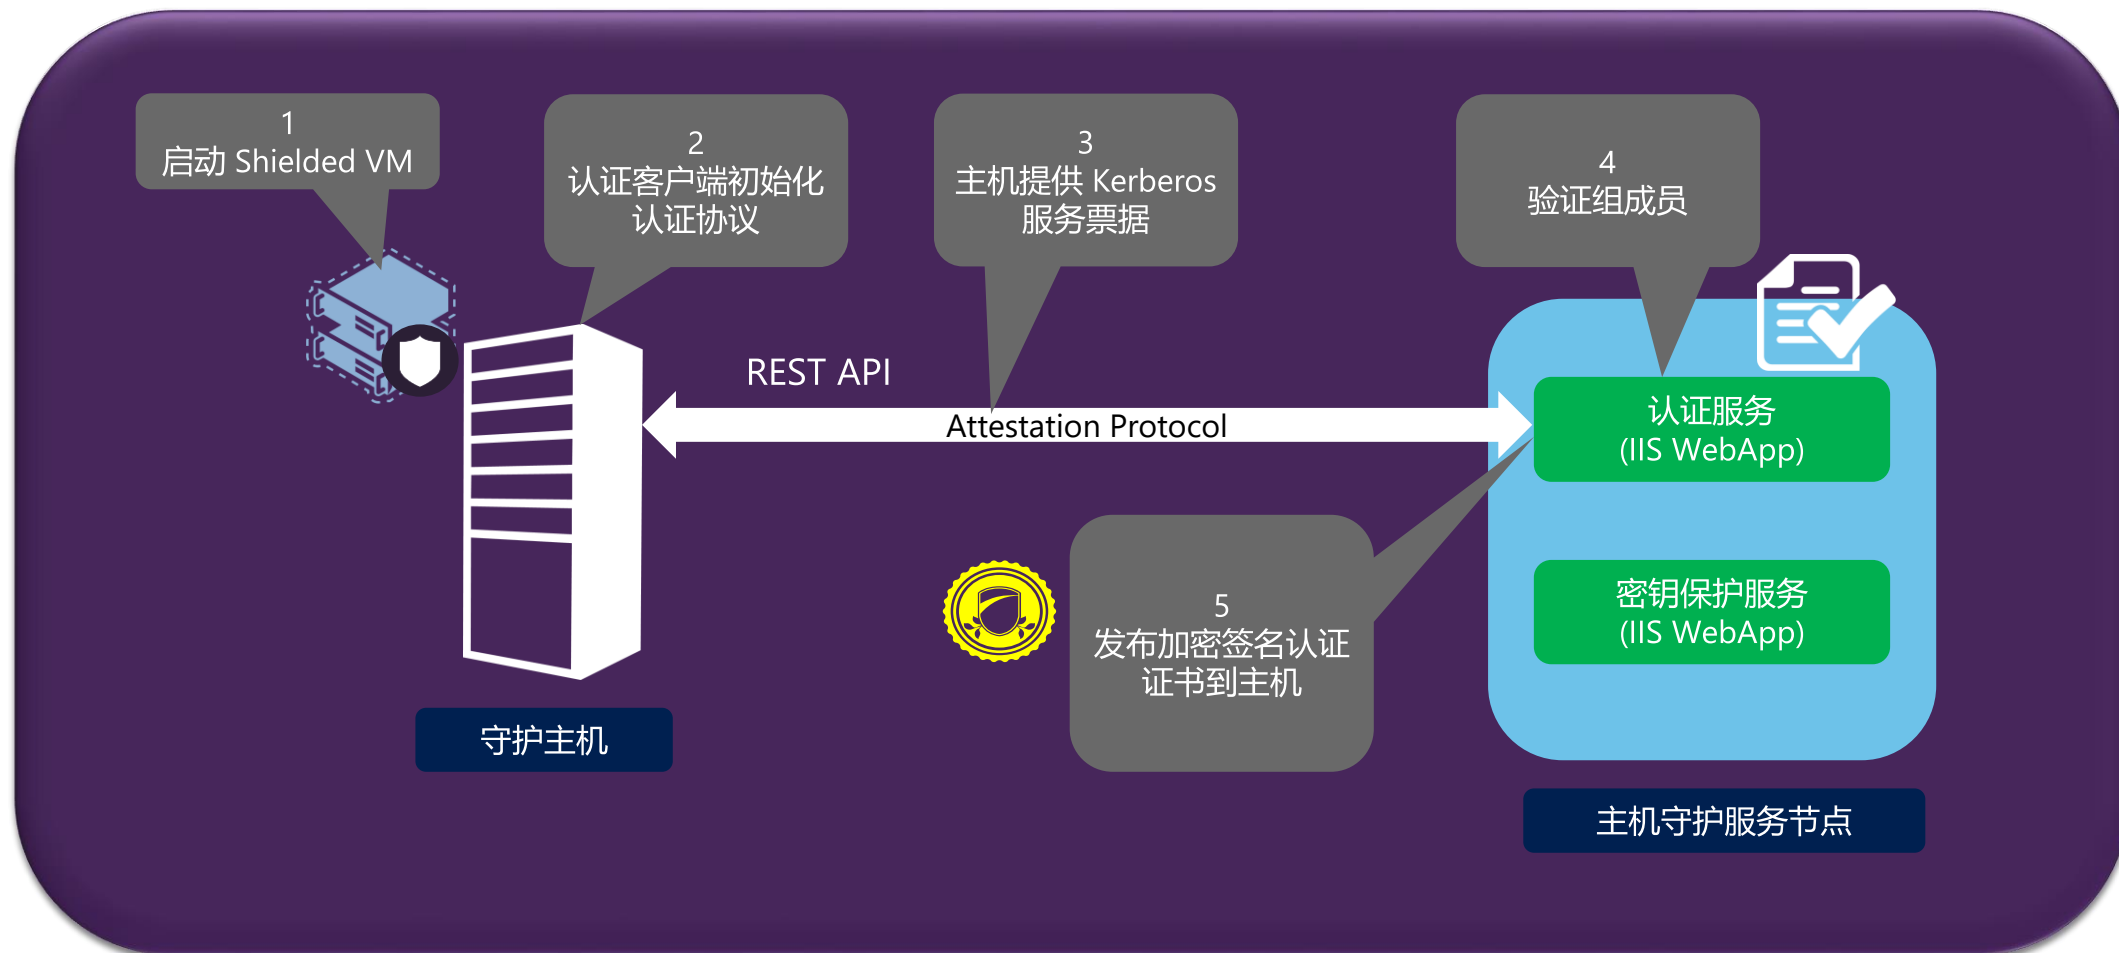 1
启动 Shielded VM
2
认证客户端初始化
认证协议
3
主机提供 Kerberos
服务票据
4
验证组成员
REST API
Attestation Protocol
认证服务
(IIS WebApp)
密钥保护服务
(IIS WebApp)
5
发布加密签名认证
证书到主机
守护主机
主机守护服务节点